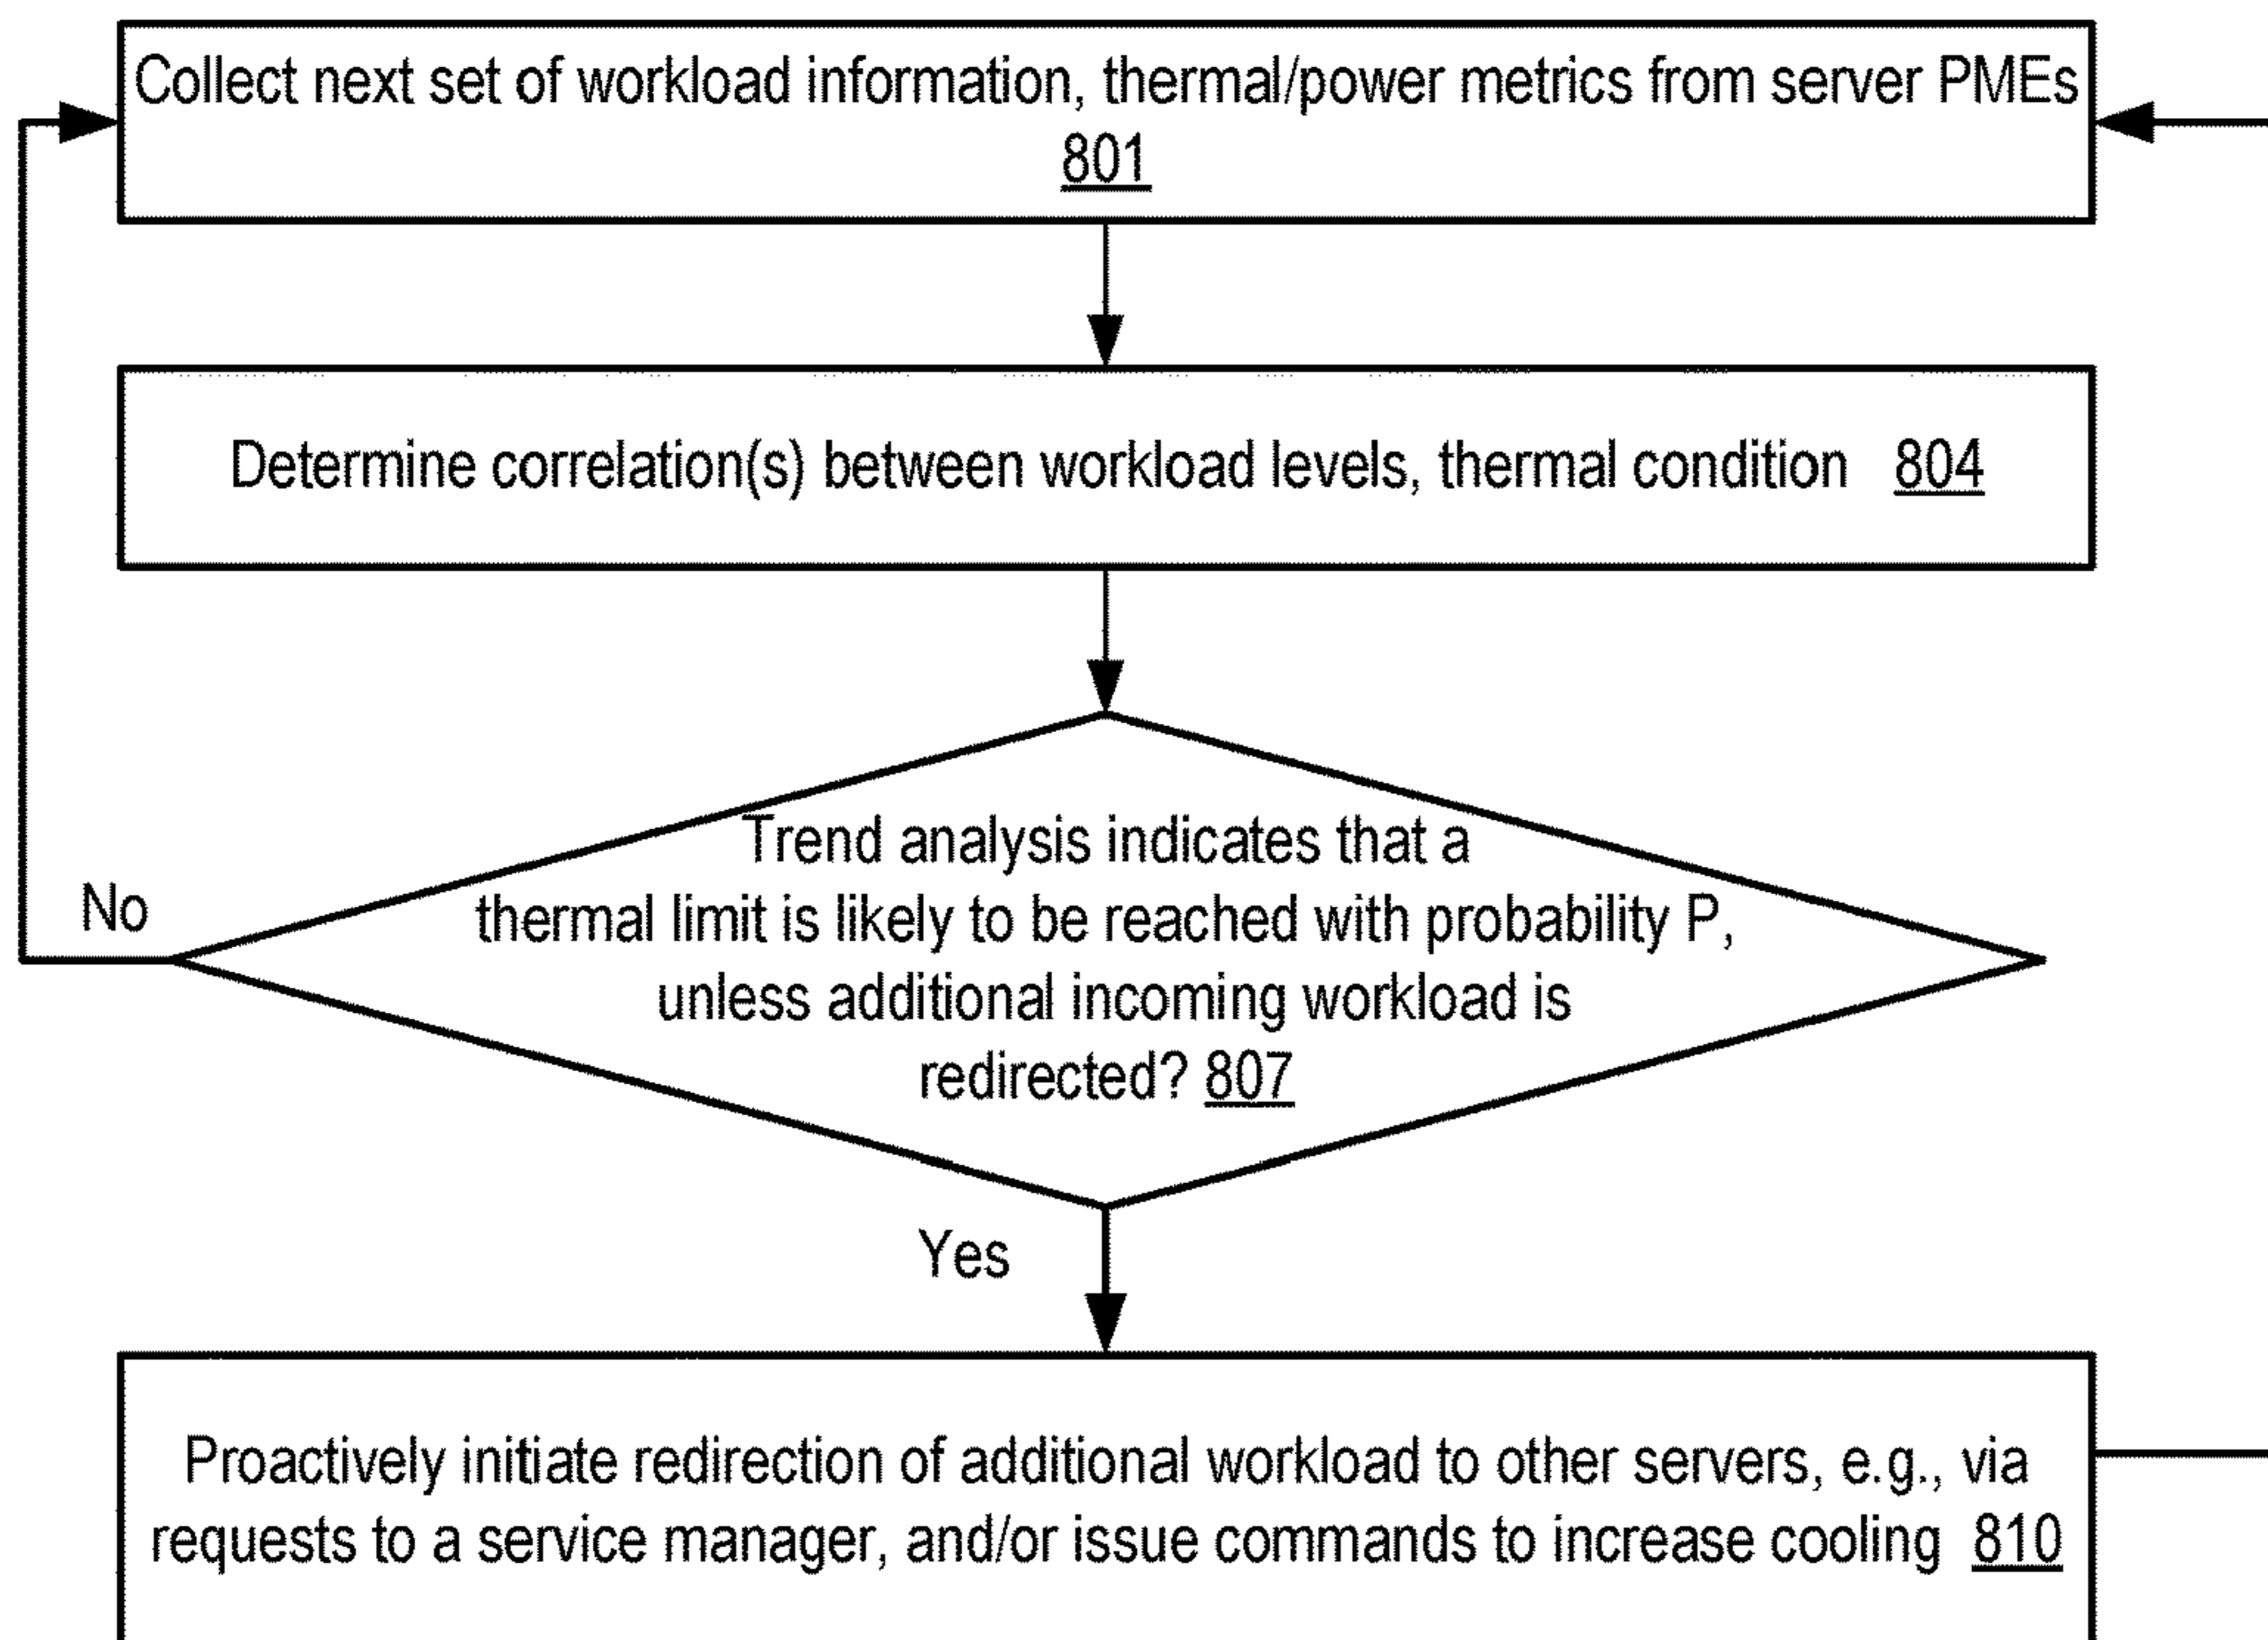 Collect next set of workload information, thermal/power metrics from server PMEs
801
Determine correlation(s) between workload levels, thermal condition 804
Trend analysis indicates that a
thermal limit is likely to be reached with probability P,
unless additional incoming workload is
redirected? 807
No
Yes
Proactively initiate redirection of additional workload to other servers, e.g., via
requests to a service manager, and/or issue commands to increase cooling 810